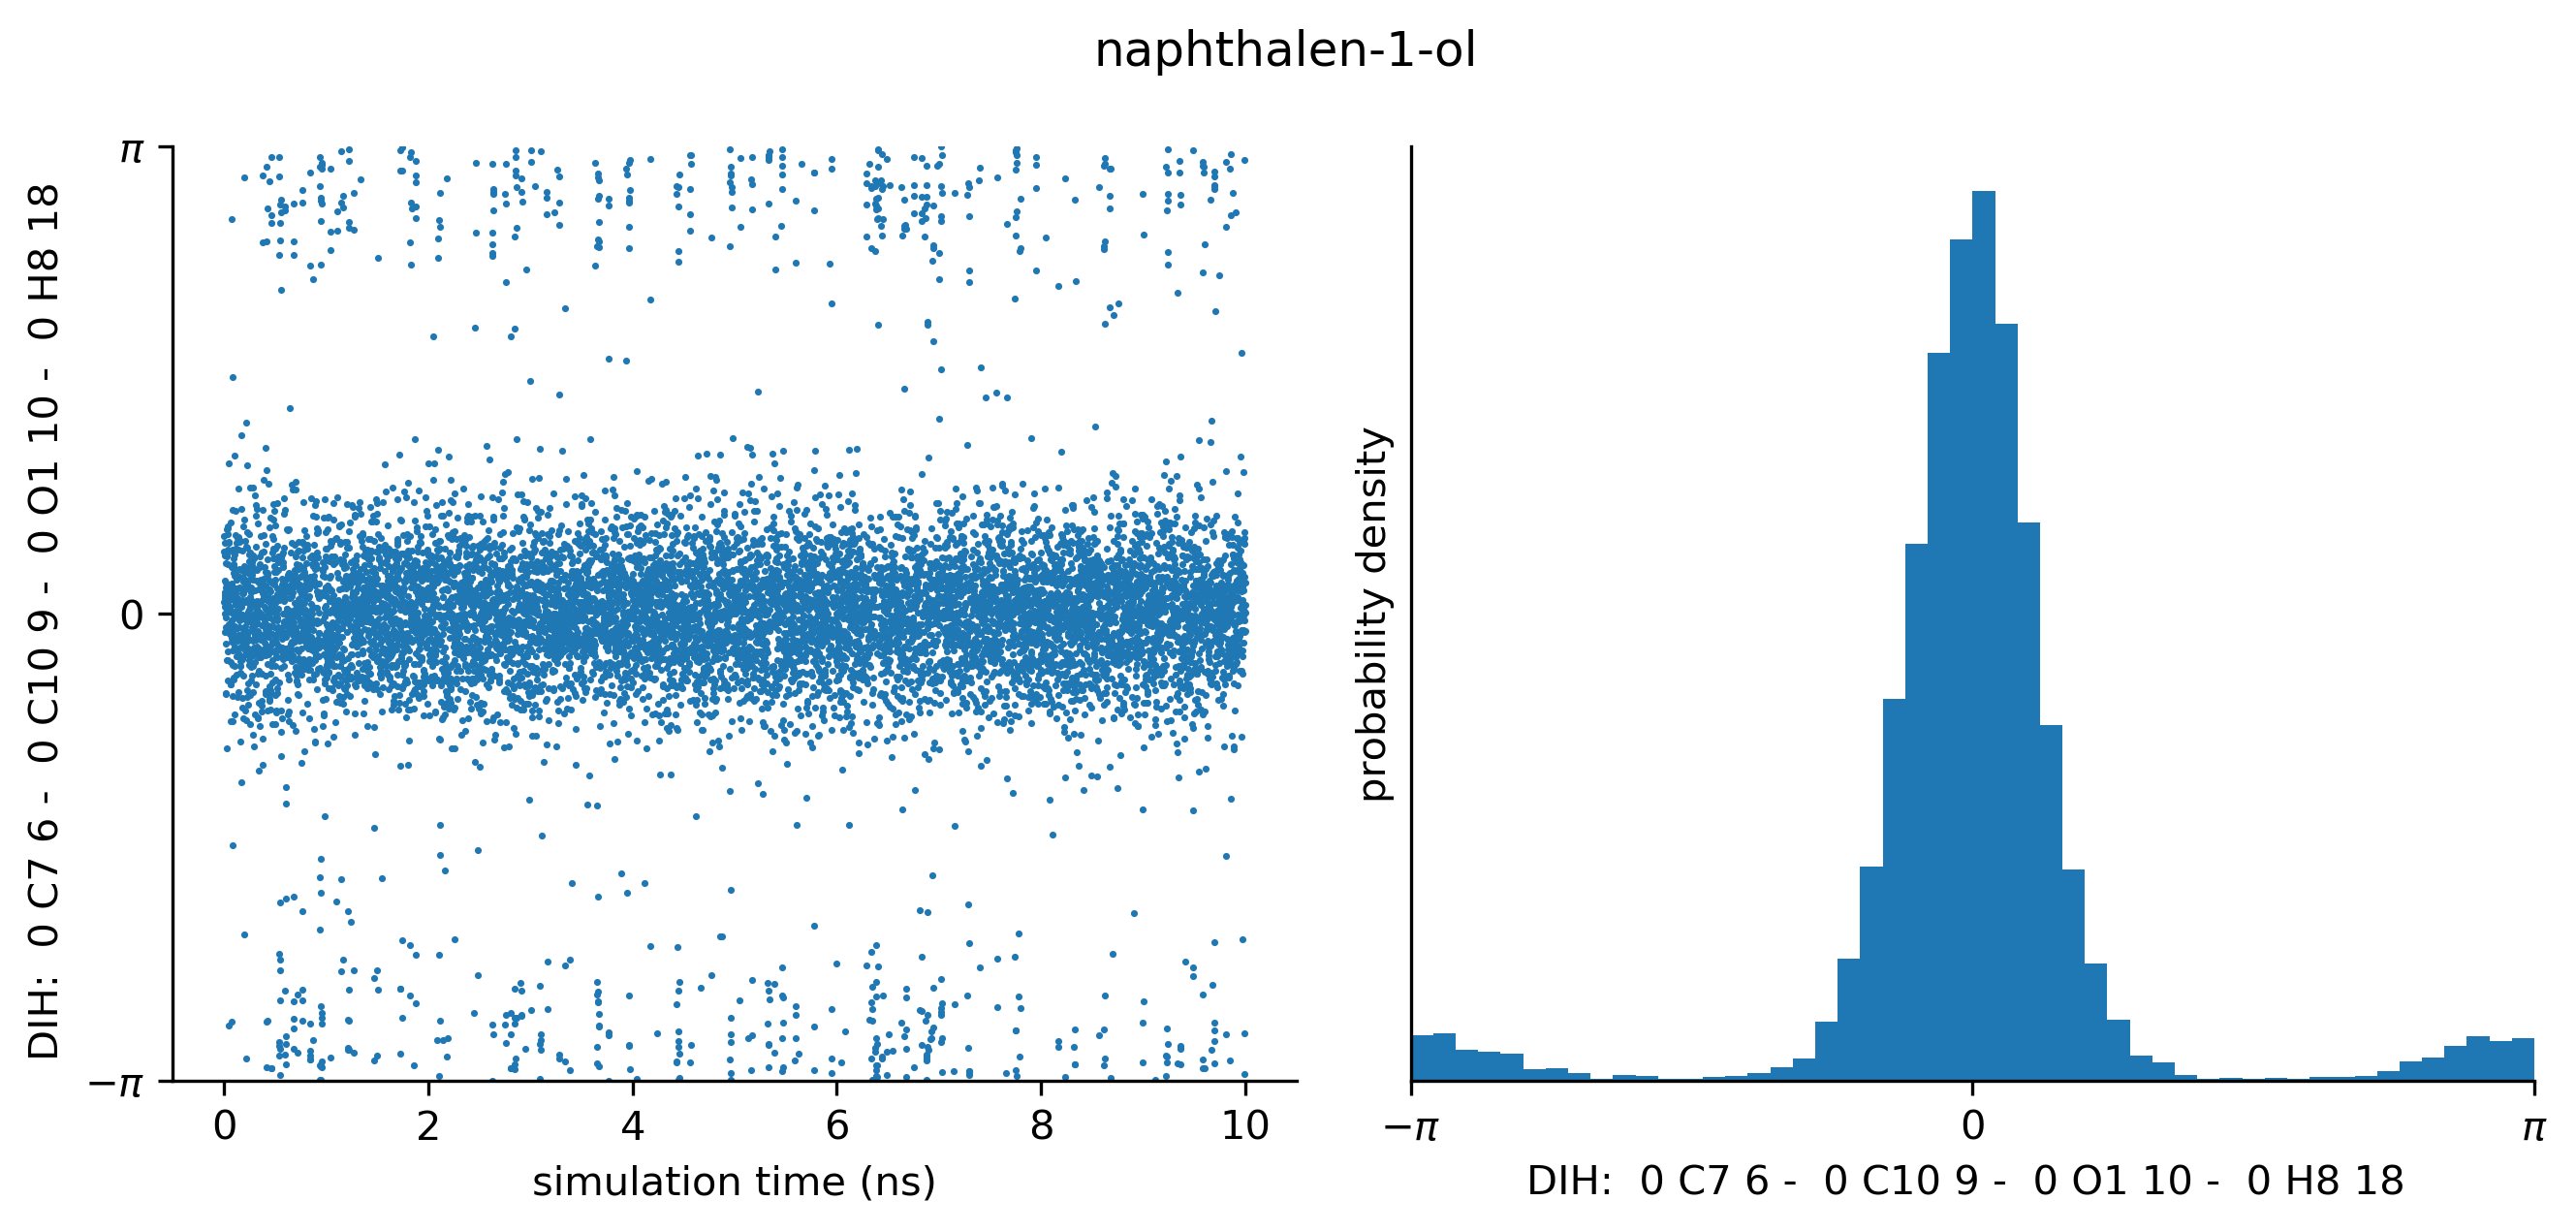 naphthalen-1-ol
DIH:  0 C7 6 -  0 C10 9 -  0 O1 10 -  0 H8 18
π
0
−π
0 2 4 6 8 10
simulation time (ns)
probability density
−π 0 π
DIH:  0 C7 6 -  0 C10 9 -  0 O1 10 -  0 H8 18